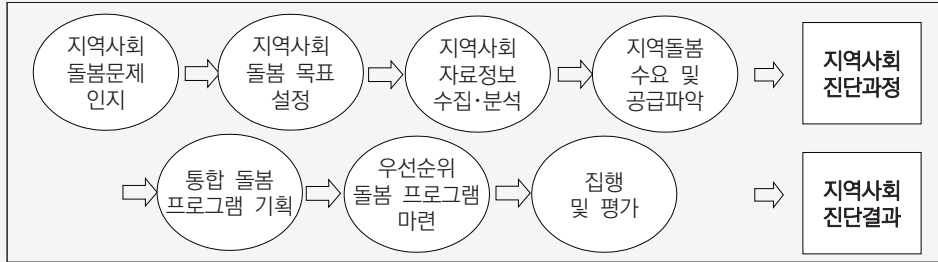 지역사회
돌봄문제
인지
지역사회
돌봄 목표
설정
지역사회
자료정보
수집·분석
지역돌봄
수요 및
공급파악
지역사회
진단과정
통합 돌봄
프로그램 기획
우선순위
돌봄 프로그램
마련
집행
및 평가
지역사회
진단결과